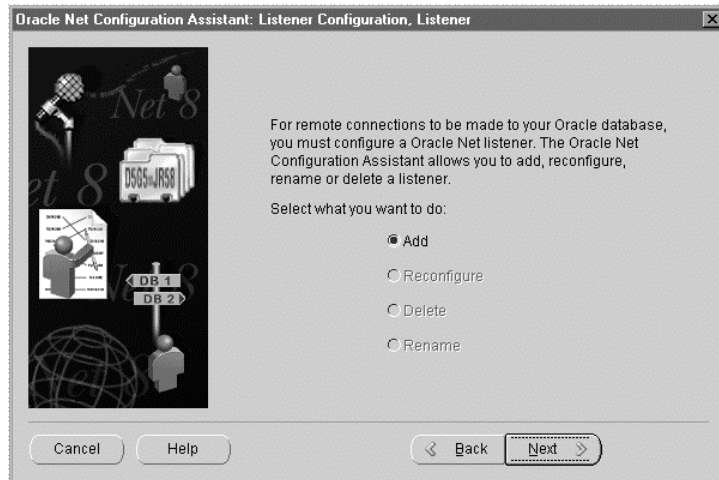 Oracle Net Configuration Assistant: Listener Configuration, Listener
Net 8
For remote connections to be made to your Oracle database,
you must configure a Oracle Net listener. The Oracle Net
Configuration Assistant allows you to add, reconfigure,
rename or delete a listener.
Select what you want to do:
Add
Reconfigure
Delete
Rename
et 8
DB 1
DB 2
Cancel
Help
Back
Next